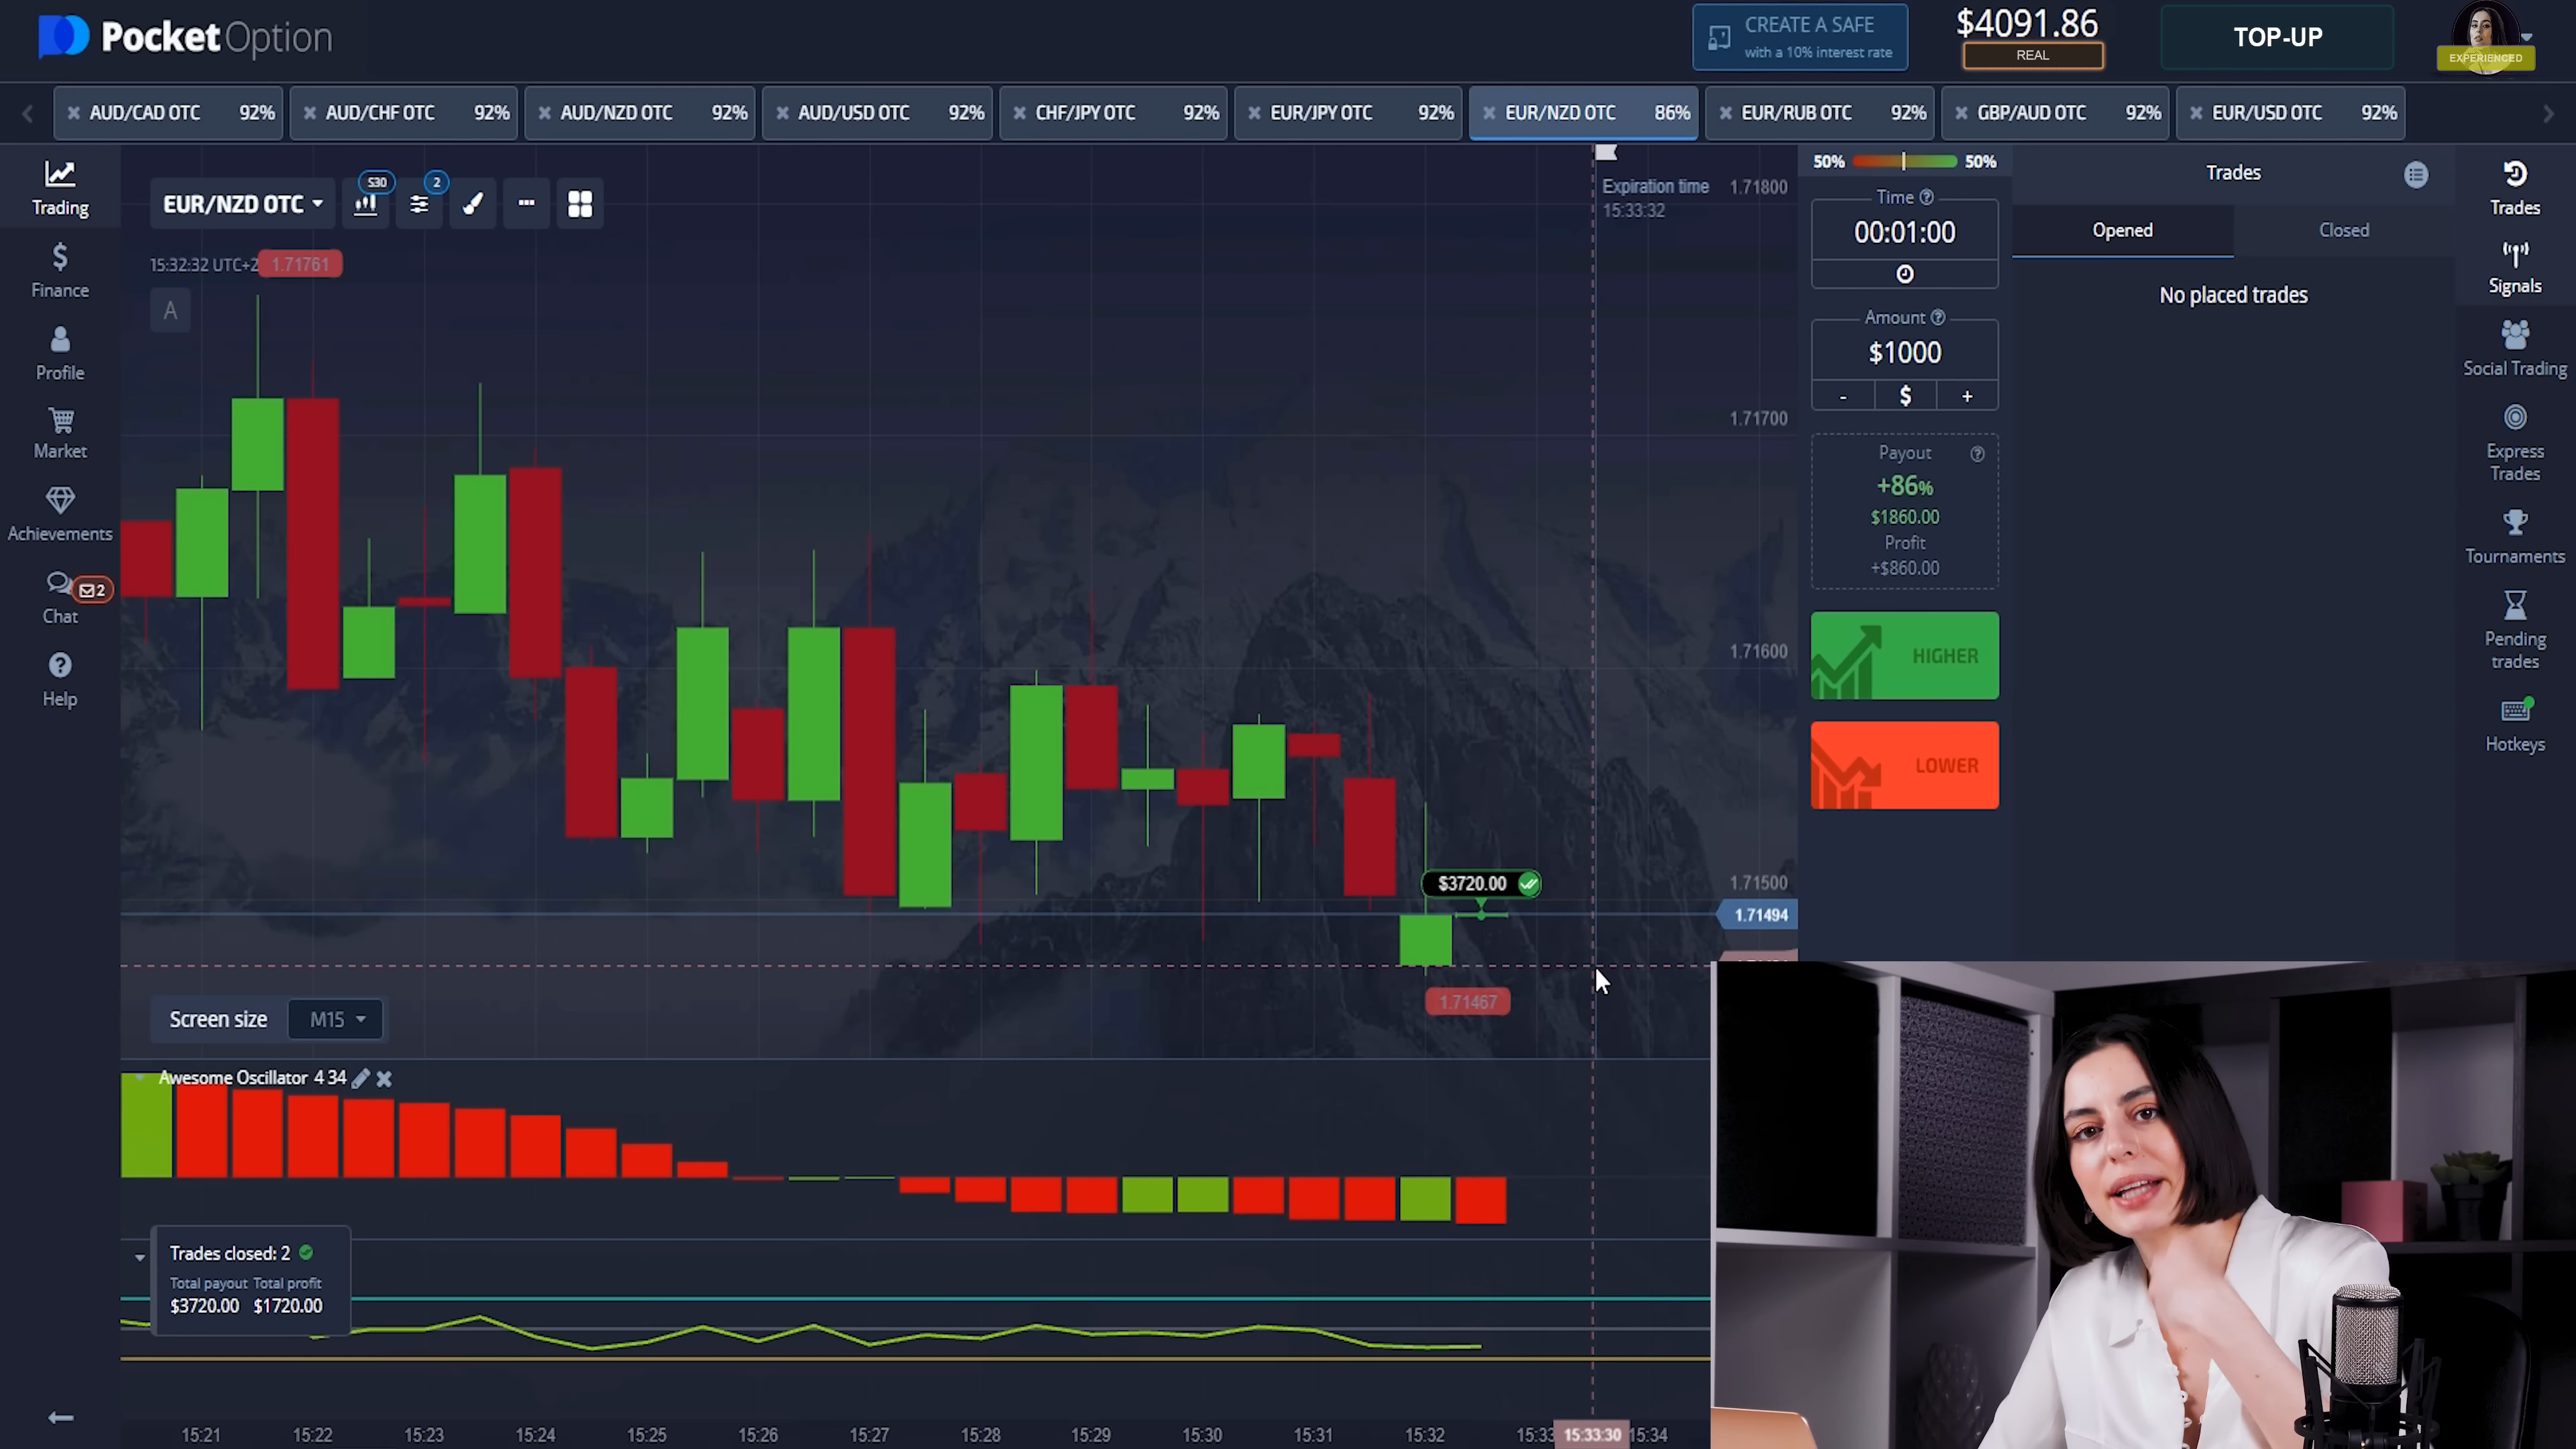 PocketOption
CREATE A SAFE
with a 10% interest rate
$4091.86
REAL
TOP-UP
EXPERIENCED
AUD/CAD OTC 92%
AUD/CHF OTC 92%
AUD/NZD OTC 92%
AUD/USD OTC 92%
CHF/JPY OTC 92%
EUR/JPY OTC 92%
EUR/NZD OTC 86%
EUR/RUB OTC 92%
GBP/AUD OTC 92%
EUR/USD OTC 92%
Trading
Finance
Profile
Market
Achievements
2
Chat
Help
EUR/NZD OTC
S30
2
15:32:32 UTC+2
1.71761
A
Expiration time
15:33:32
1.71800
1.71700
1.71600
1.71500
1.71494
$3720.00
1.71467
Screen size
M15
Awesome Oscillator 4 34
Trades closed: 2
Total payout Total profit
$3720.00 $1720.00
15:21
15:22
15:23
15:24
15:25
15:26
15:27
15:28
15:29
15:30
15:31
15:32
15:33
15:33:30
15:34
50% 50%
Time
00:01:00
Amount
$1000
- $ +
Payout
+86%
$1860.00
Profit
+$860.00
HIGHER
LOWER
Trades
Opened
Closed
No placed trades
Trades
Signals
Social Trading
Express
Trades
Tournaments
Pending
trades
Hotkeys